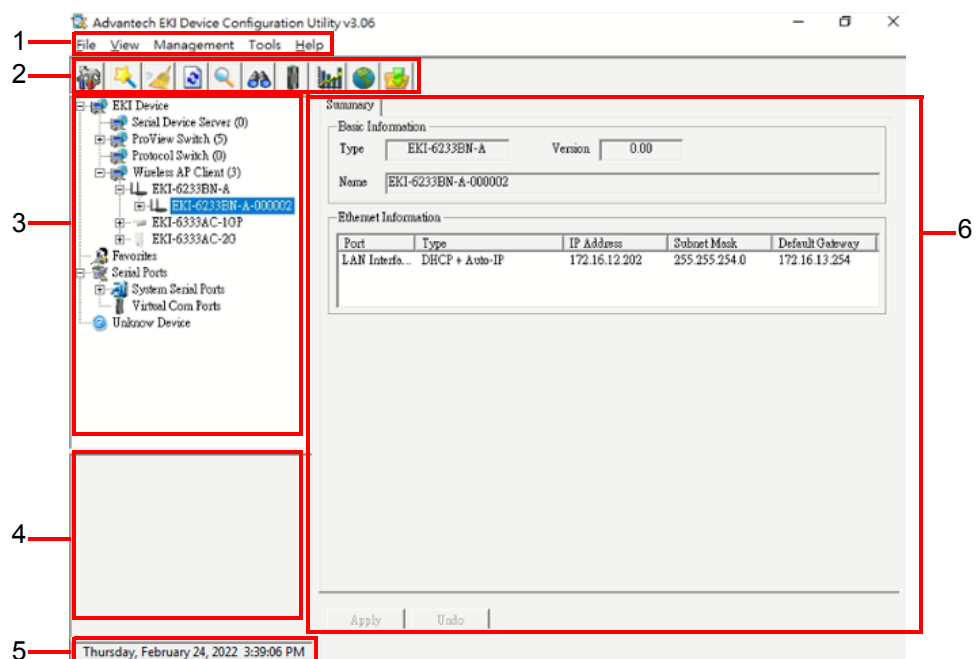 Advantech EKI Device Configuration Utility v3.06
1
File View Management Tools Help
2
3
EKI Device
Serial Device Server (0)
ProView Switch (5)
Protocol Switch (0)
Wireless AP Client (3)
EKI-6233BN-A
EKI-6233BN-A-000002
EKI-6333AC-1GP
EKI-6333AC-2G
Favorites
Serial Ports
System Serial Ports
Virtual Com Ports
Unknow Device
Summary
Basic Information
Type EKI-6233BN-A Version 0.00
Name EKI-6233BN-A-000002
Ethernet Information
Port Type IP Address Subnet Mask Default Gateway
LAN Interfa... DHCP + Auto-IP 172.16.12.202 255.255.254.0 172.16.13.254
6
4
Apply Undo
5
Thursday, February 24, 2022 3:39:06 PM